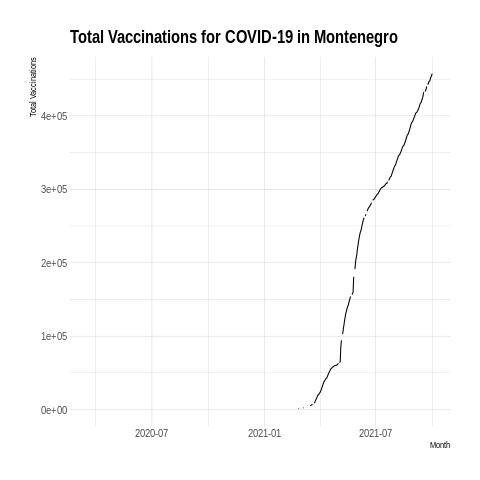 Total Vaccinations for COVID-19 in Montenegro
Total Vaccinations
4e+05
3e+05
2e+05
1e+05
0e+00
2020-07
2021-01
2021-07
Month